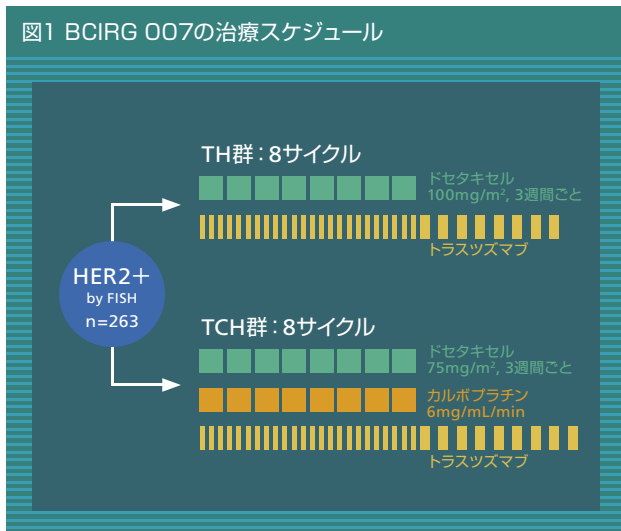 図1 BCIRG 007の治療スケジュール
TH群：8サイクル
ドセタキセル
100mg/m², 3週間ごと
トラスツズマブ
HER2＋
by FISH
n=263
TCH群：8サイクル
ドセタキセル
75mg/m², 3週間ごと
カルボプラチン
6mg/mL/min
トラスツズマブ